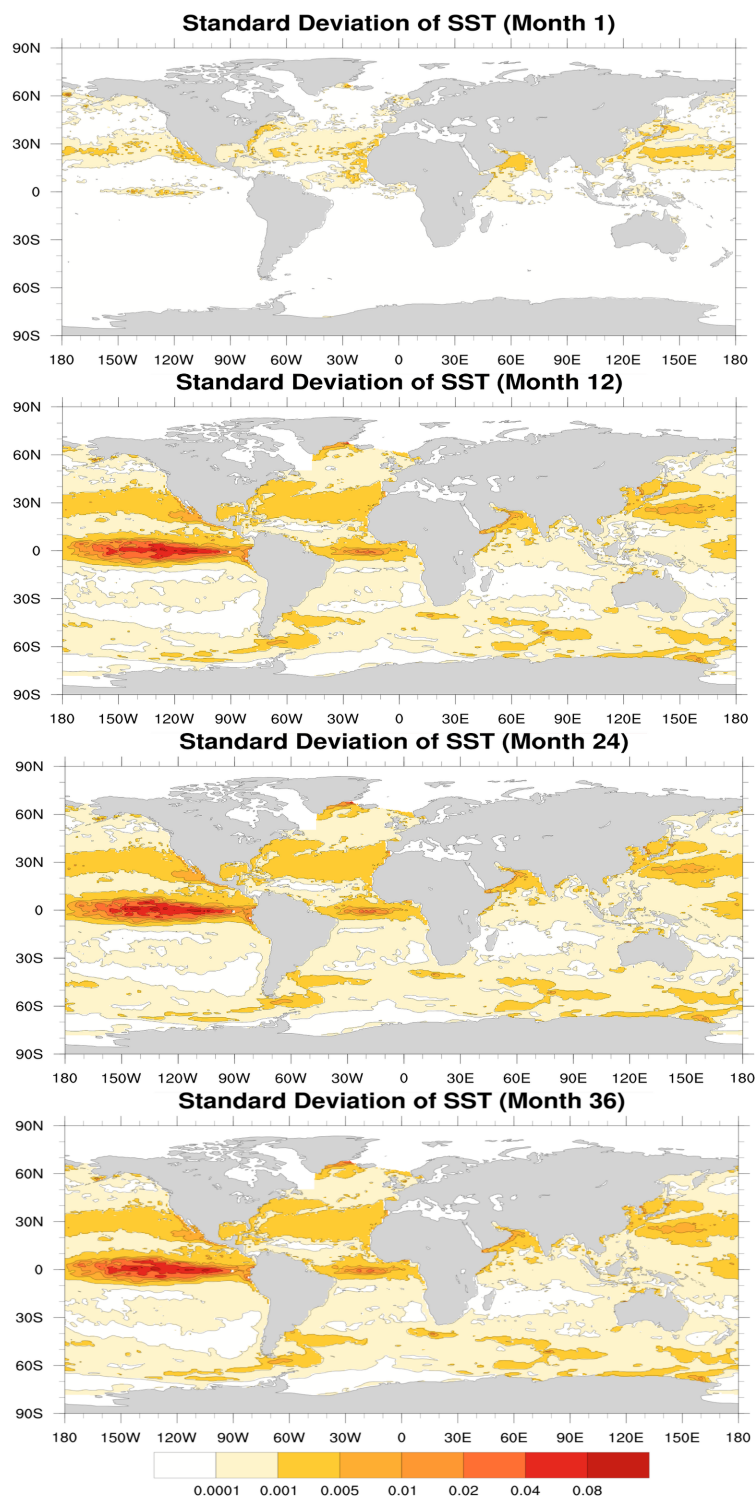 Standard Deviation of SST (Month 1)
90N
60N
30N
0
30S
60S
90S
180 150W 120W 90W 60W 30W 0 30E 60E 90E 120E 150E 180
Standard Deviation of SST (Month 12)
90N
60N
30N
0
30S
60S
90S
180 150W 120W 90W 60W 30W 0 30E 60E 90E 120E 150E 180
Standard Deviation of SST (Month 24)
90N
60N
30N
0
30S
60S
90S
180 150W 120W 90W 60W 30W 0 30E 60E 90E 120E 150E 180
Standard Deviation of SST (Month 36)
90N
60N
30N
0
30S
60S
90S
180 150W 120W 90W 60W 30W 0 30E 60E 90E 120E 150E 180
0.0001 0.001 0.005 0.01 0.02 0.04 0.08